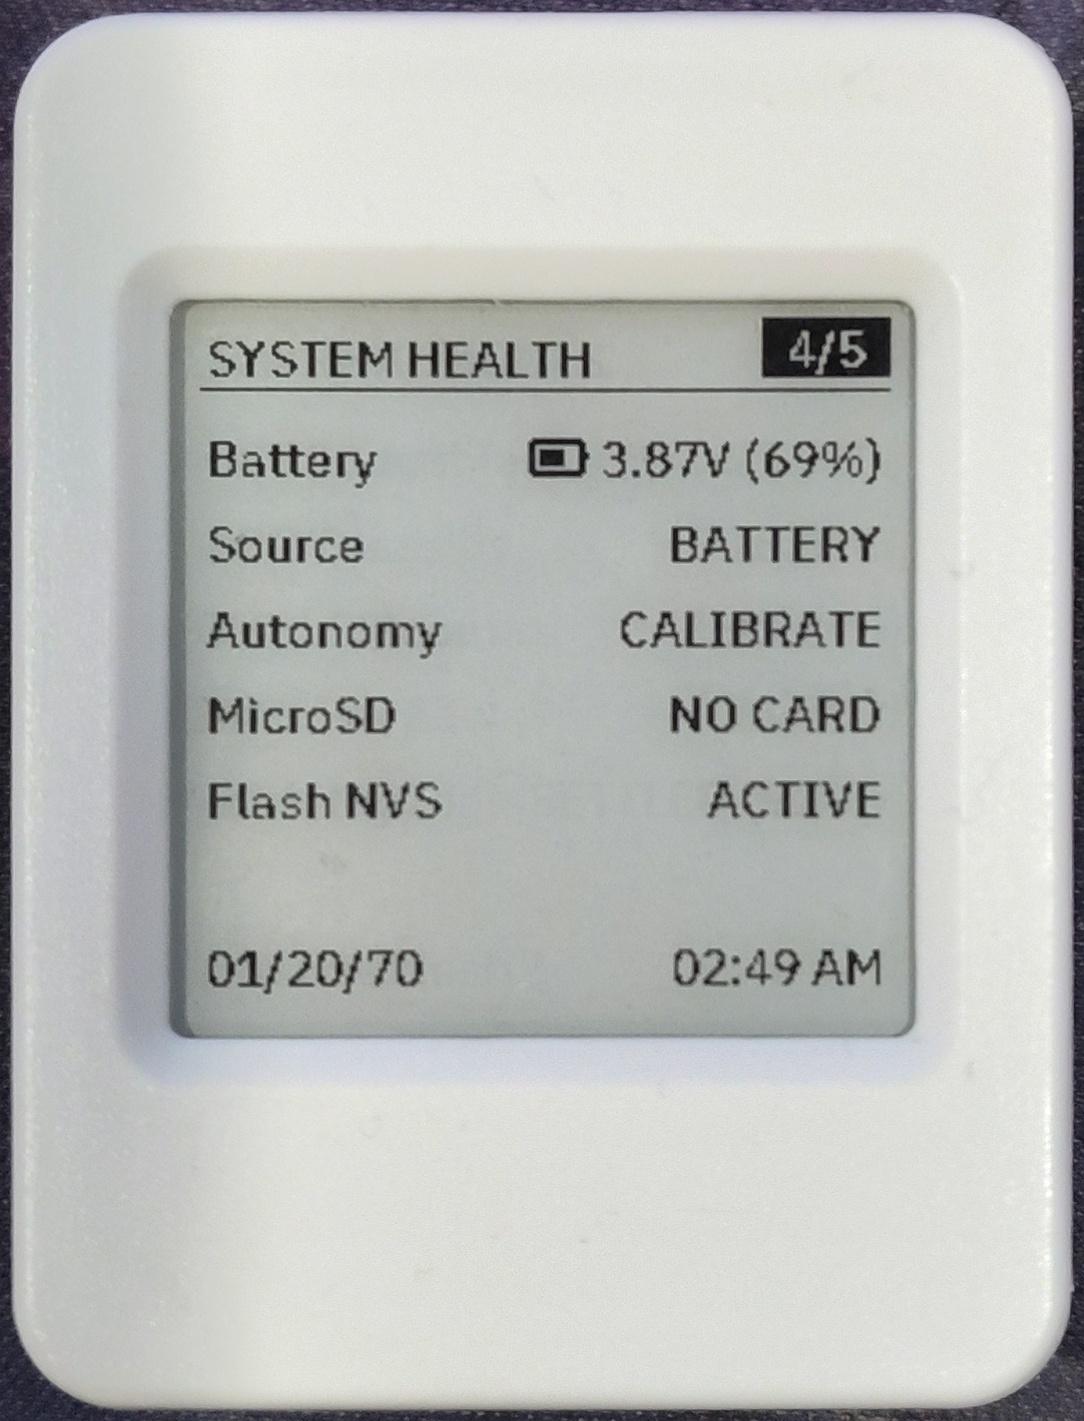 SYSTEM HEALTH 4/5
Battery 3.87V (69%)
Source BATTERY
Autonomy CALIBRATE
MicroSD NO CARD
Flash NVS ACTIVE
01/20/70 02:49 AM